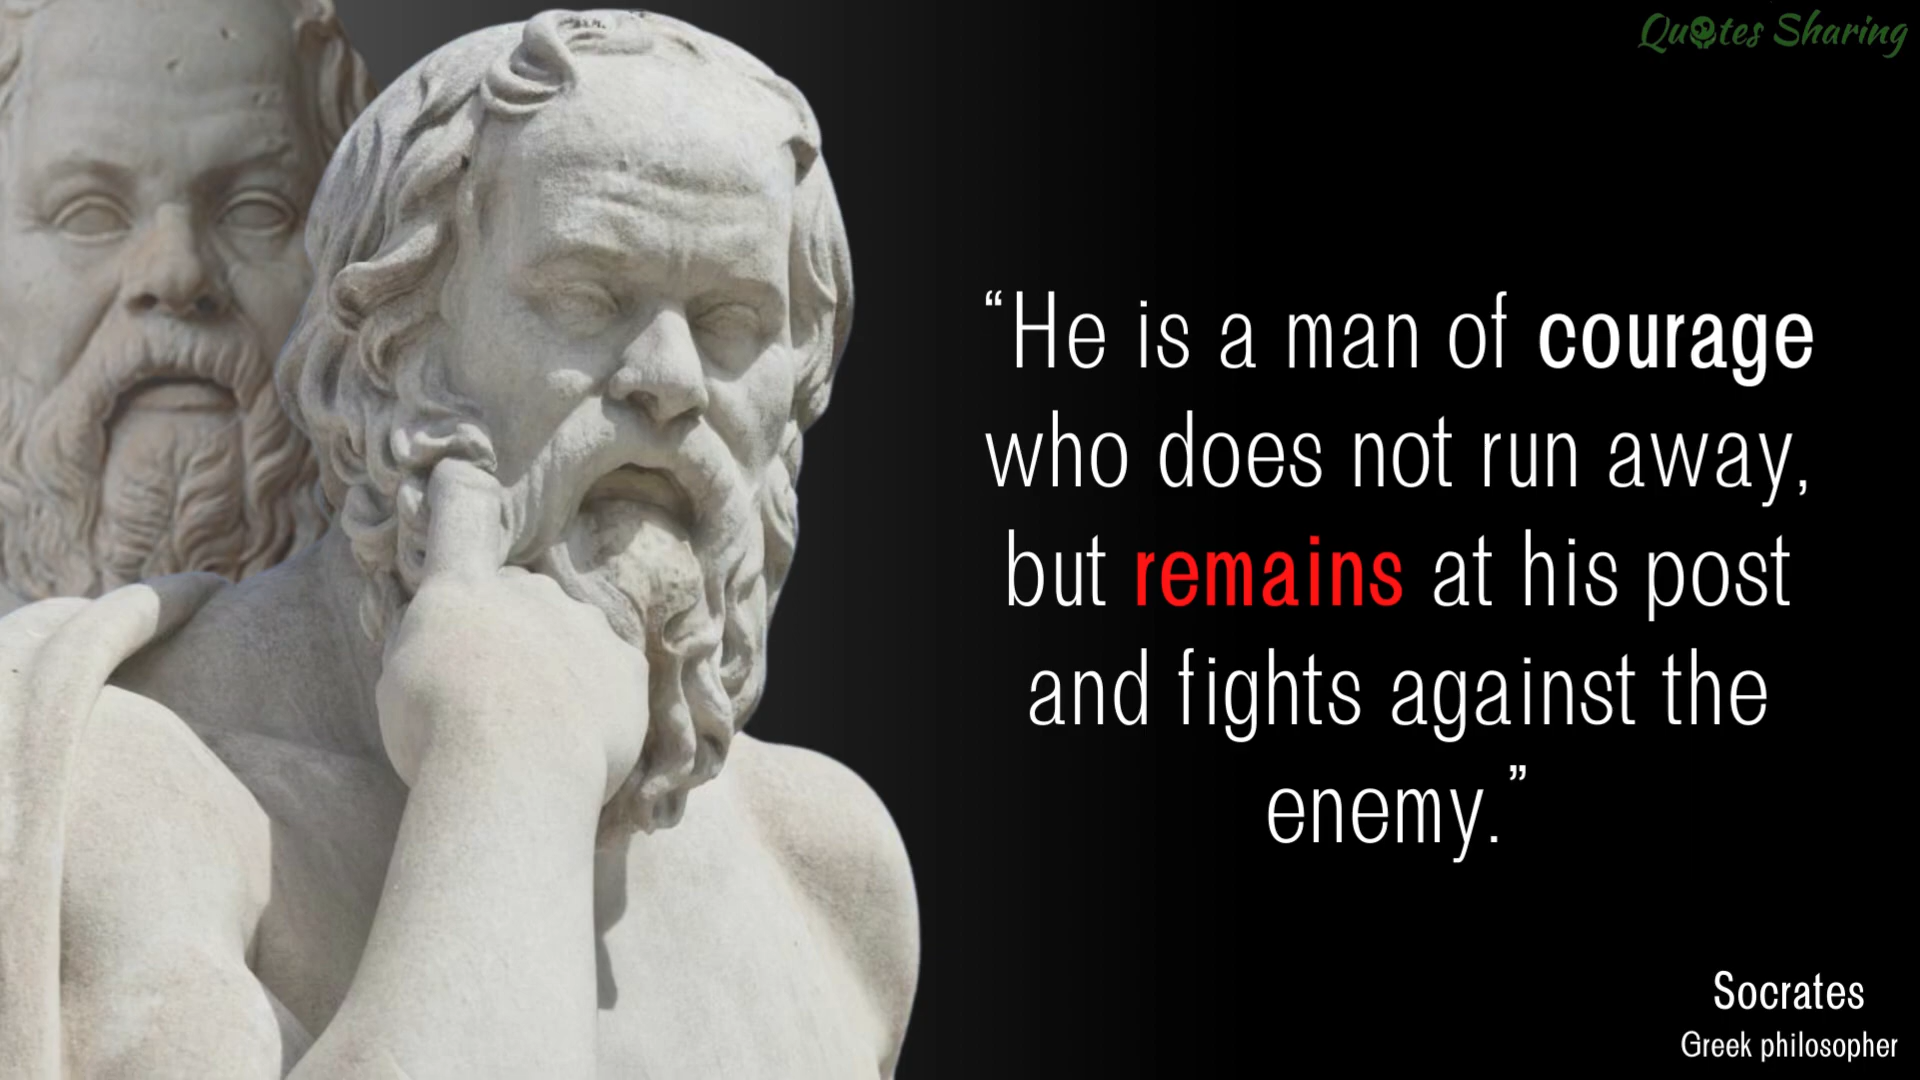 Quotes Sharing
“He is a man of courage
who does not run away,
but remains at his post
and fights against the
enemy.”
Socrates
Greek philosopher